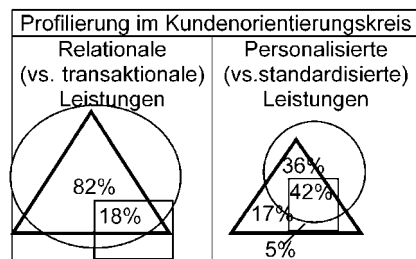 Profilierung im Kundenorientierungskreis
Relationale
(vs. transaktionale)
Leistungen
Personalisierte
(vs.standardisierte)
Leistungen
82%
18%
36%
42%
17%
5%